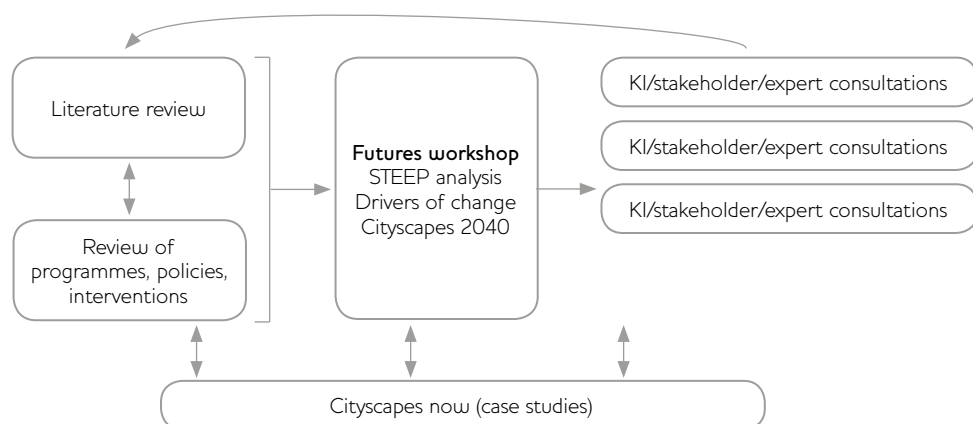 Literature review
Review of
programmes, policies,
interventions
Futures workshop
STEEP analysis
Drivers of change
Cityscapes 2040
KI/stakeholder/expert consultations
KI/stakeholder/expert consultations
KI/stakeholder/expert consultations
Cityscapes now (case studies)